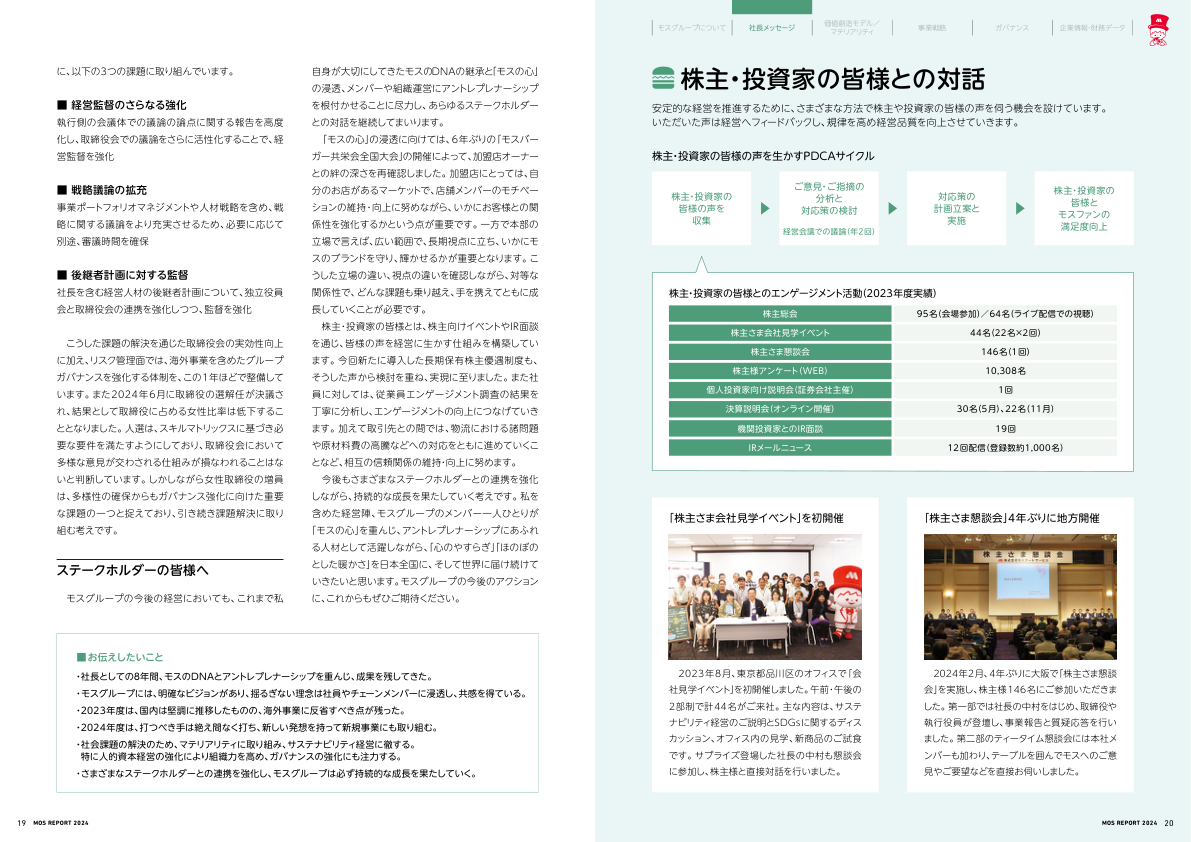 に、以下の3つの課題に取り組んでいます。
■ 経営監督のさらなる強化
執行側の会議体での議論の論点に関する報告を高度
化し、取締役会での議論をさらに活性化することで、経
営監督を強化
■ 戦略議論の拡充
事業ポートフォリオマネジメントや人材戦略を含め、戦
略に関する議論をより充実させるため、必要に応じて
別途、審議時間を確保
■ 後継者計画に対する監督
社長を含む経営人材の後継者計画について、独立役員
会と取締役会の連携を強化しつつ、監督を強化
こうした課題の解決を通じた取締役会の実効性向上
に加え、リスク管理面では、海外事業を含めたグループ
ガバナンスを強化する体制を、この1年ほどで整備して
います。また2024年6月に取締役の選解任が決議さ
れ、結果として取締役に占める女性比率は低下するこ
ととなりました。人選は、スキルマトリックスに基づき必
要な要件を満たすようにしており、取締役会において
多様な意見が交わされる仕組みが損なわれることはな
いと判断しています。しかしながら女性取締役の増員
は、多様性の確保からもガバナンス強化に向けた重要
な課題の一つと捉えており、引き続き課題解決に取り
組む考えです。
ステークホルダーの皆様へ
モスグループの今後の経営においても、これまで私
自身が大切にしてきたモスのDNAの継承と「モスの心」
の浸透、メンバーや組織運営にアントレプレナーシップ
を根付かせることに尽力し、あらゆるステークホルダー
との対話を継続してまいります。
「モスの心」の浸透に向けては、6年ぶりの「モスバー
ガー共栄会全国大会」の開催によって、加盟店オーナー
との絆の深さを再確認しました。加盟店にとっては、自
分のお店があるマーケットで、店舗メンバーのモチベー
ションの維持・向上に努めながら、いかにお客様との関
係性を強化するかという点が重要です。一方で本部の
立場で言えば、広い範囲で、長期視点に立ち、いかにモ
スのブランドを守り、輝かせるかが重要となります。こ
うした立場の違い、視点の違いを確認しながら、対等な
関係性で、どんな課題も乗り越え、手を携えてともに成
長していくことが必要です。
株主・投資家の皆様とは、株主向けイベントやIR面談
を通じ、皆様の声を経営に生かす仕組みを構築してい
ます。今回新たに導入した長期保有株主優遇制度も、
そうした声から検討を重ね、実現に至りました。また社
員に対しては、従業員エンゲージメント調査の結果を
丁寧に分析し、エンゲージメントの向上につなげていき
ます。加えて取引先との間では、物流における諸問題
や原材料費の高騰などへの対応をともに進めていくこ
となど、相互の信頼関係の維持・向上に努めます。
今後もさまざまなステークホルダーとの連携を強化
しながら、持続的な成長を果たしていく考えです。私を
含めた経営陣、モスグループのメンバー一人ひとりが
「モスの心」を重んじ、アントレプレナーシップにあふれ
る人材として活躍しながら、「心のやすらぎ」「ほのぼの
とした暖かさ」を日本全国に、そして世界に届け続けて
いきたいと思います。モスグループの今後のアクション
に、これからもぜひご期待ください。
■ お伝えしたいこと
・社長としての8年間、モスのDNAとアントレプレナーシップを重んじ、成果を残してきた。
・モスグループには、明確なビジョンがあり、揺るぎない理念は社員やチェーンメンバーに浸透し、共感を得ている。
・2023年度は、国内は堅調に推移したものの、海外事業に反省すべき点が残った。
・2024年度は、打つべき手は絶え間なく打ち、新しい発想を持って新規事業にも取り組む。
・社会課題の解決のため、マテリアリティに取り組み、サステナビリティ経営に徹する。
特に人的資本経営の強化により組織力を高め、ガバナンスの強化にも注力する。
・さまざまなステークホルダーとの連携を強化し、モスグループは必ず持続的な成長を果たしていく。
19 MOS REPORT 2024
モスグループについて
社長メッセージ
価値創造モデル／
マテリアリティ
事業戦略
ガバナンス
企業情報・財務データ
株主・投資家の皆様との対話
安定的な経営を推進するために、さまざまな方法で株主や投資家の皆様の声を伺う機会を設けています。
いただいた声は経営へフィードバックし、規律を高め経営品質を向上させていきます。
株主・投資家の皆様の声を生かすPDCAサイクル
株主・投資家の
皆様の声を
収集
ご意見・ご指摘の
分析と
対応策の検討
経営会議での議論（年2回）
対応策の
計画立案と
実施
株主・投資家の
皆様と
モスファンの
満足度向上
株主・投資家の皆様とのエンゲージメント活動（2023年度実績）
株主総会 95名（会場参加）／64名（ライブ配信での視聴）
株主さま会社見学イベント 44名（22名×2回）
株主さま懇談会 146名（1回）
株主様アンケート（WEB） 10,308名
個人投資家向け説明会（証券会社主催） 1回
決算説明会（オンライン開催） 30名（5月）、22名（11月）
機関投資家とのIR面談 19回
IRメールニュース 12回配信（登録数約1,000名）
「株主さま会社見学イベント」を初開催
2023年8月、東京都品川区のオフィスで「会
社見学イベント」を初開催しました。午前・午後の
2部制で計44名がご来社。主な内容は、サステ
ナビリティ経営のご説明とSDGsに関するディス
カッション、オフィス内の見学、新商品のご試食
です。サプライズ登場した社長の中村も懇談会
に参加し、株主様と直接対話を行いました。
「株主さま懇談会」4年ぶりに地方開催
株主さま懇談会
2024年2月、4年ぶりに大阪で「株主さま懇談
会」を実施し、株主様146名にご参加いただきま
した。第一部では社長の中村をはじめ、取締役や
執行役員が登壇し、事業報告と質疑応答を行い
ました。第二部のティータイム懇談会には本社メ
ンバーも加わり、テーブルを囲んでモスへのご意
見やご要望などを直接お伺いしました。
MOS REPORT 2024 20